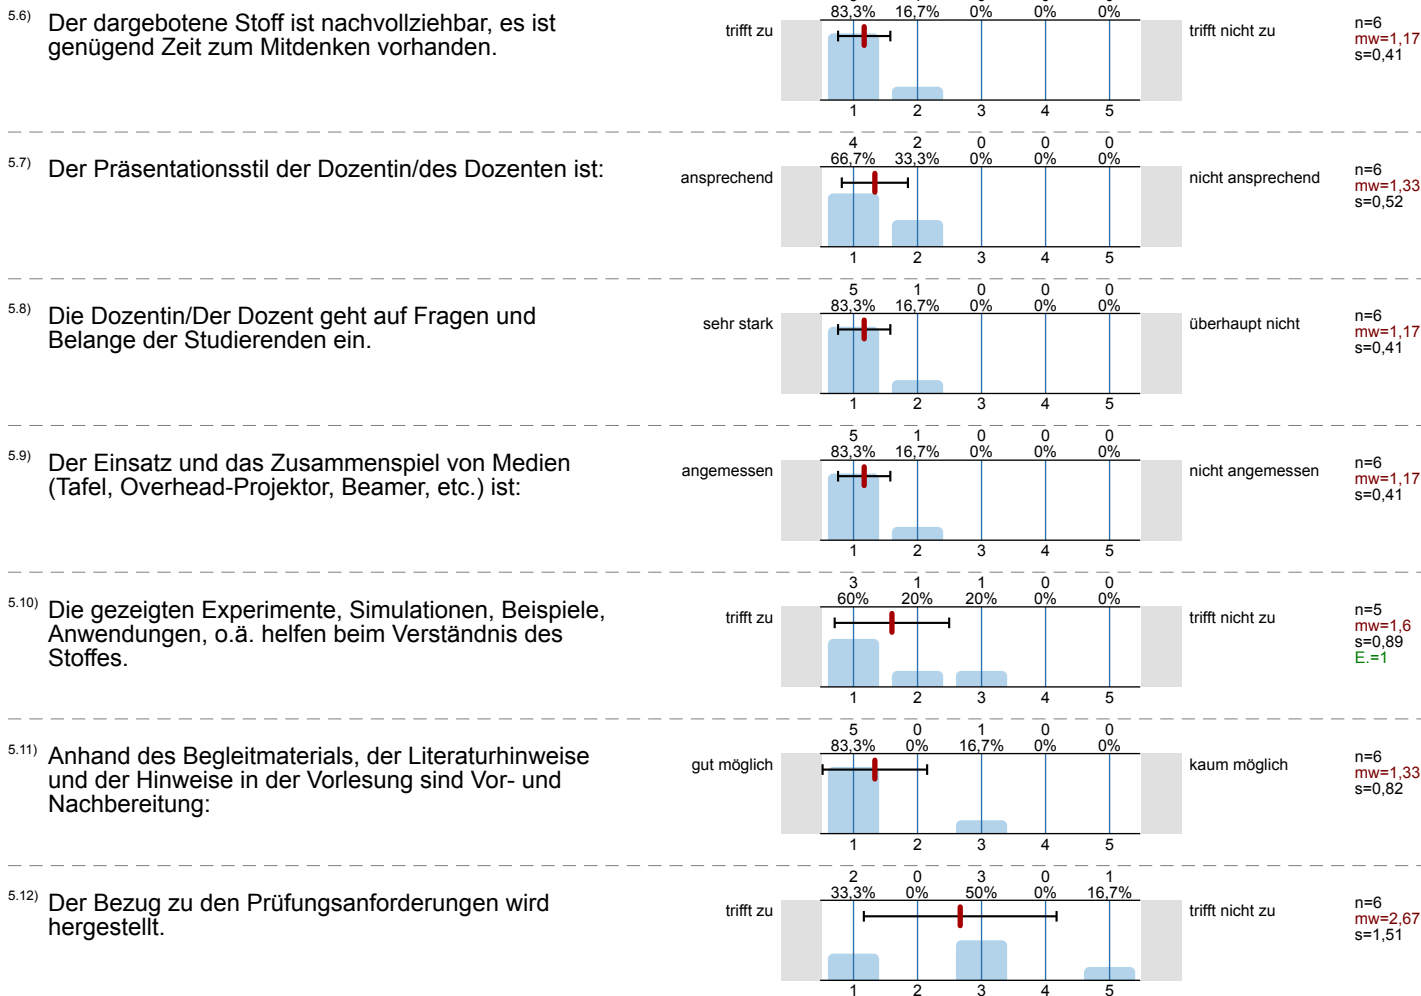 83,3% 16,7% 0% 0% 0%
5.6) Der dargebotene Stoff ist nachvollziehbar, es ist
genügend Zeit zum Mitdenken vorhanden.
trifft zu
trifft nicht zu
n=6
mw=1,17
s=0,41
1 2 3 4 5
4 2 0 0 0
66,7% 33,3% 0% 0% 0%
5.7) Der Präsentationsstil der Dozentin/des Dozenten ist:
ansprechend
nicht ansprechend
n=6
mw=1,33
s=0,52
1 2 3 4 5
5 1 0 0 0
83,3% 16,7% 0% 0% 0%
5.8) Die Dozentin/Der Dozent geht auf Fragen und
Belange der Studierenden ein.
sehr stark
überhaupt nicht
n=6
mw=1,17
s=0,41
1 2 3 4 5
5 1 0 0 0
83,3% 16,7% 0% 0% 0%
5.9) Der Einsatz und das Zusammenspiel von Medien
(Tafel, Overhead-Projektor, Beamer, etc.) ist:
angemessen
nicht angemessen
n=6
mw=1,17
s=0,41
1 2 3 4 5
3 1 1 0 0
60% 20% 20% 0% 0%
5.10) Die gezeigten Experimente, Simulationen, Beispiele,
Anwendungen, o.ä. helfen beim Verständnis des
Stoffes.
trifft zu
trifft nicht zu
n=5
mw=1,6
s=0,89
E.=1
1 2 3 4 5
5 0 1 0 0
83,3% 0% 16,7% 0% 0%
5.11) Anhand des Begleitmaterials, der Literaturhinweise
und der Hinweise in der Vorlesung sind Vor- und
Nachbereitung:
gut möglich
kaum möglich
n=6
mw=1,33
s=0,82
1 2 3 4 5
2 0 3 0 1
33,3% 0% 50% 0% 16,7%
5.12) Der Bezug zu den Prüfungsanforderungen wird
hergestellt.
trifft zu
trifft nicht zu
n=6
mw=2,67
s=1,51
1 2 3 4 5